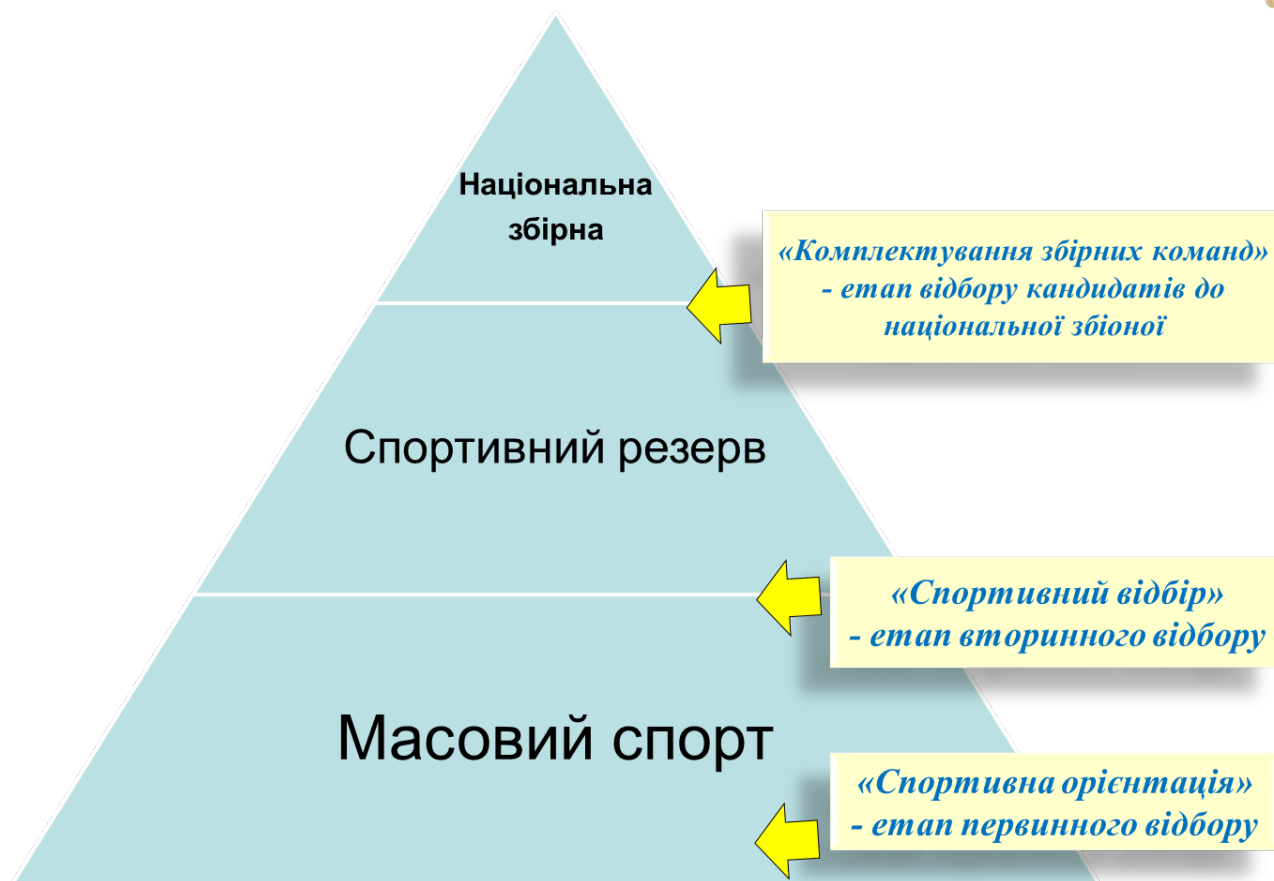 Національна
збірна
«Комплектування збірних команд»
- етап відбору кандидатів до
національної збіоної
Спортивний резерв
«Спортивний відбір»
- етап вторинного відбору
Масовий спорт
«Спортивна орієнтація»
- етап первинного відбору